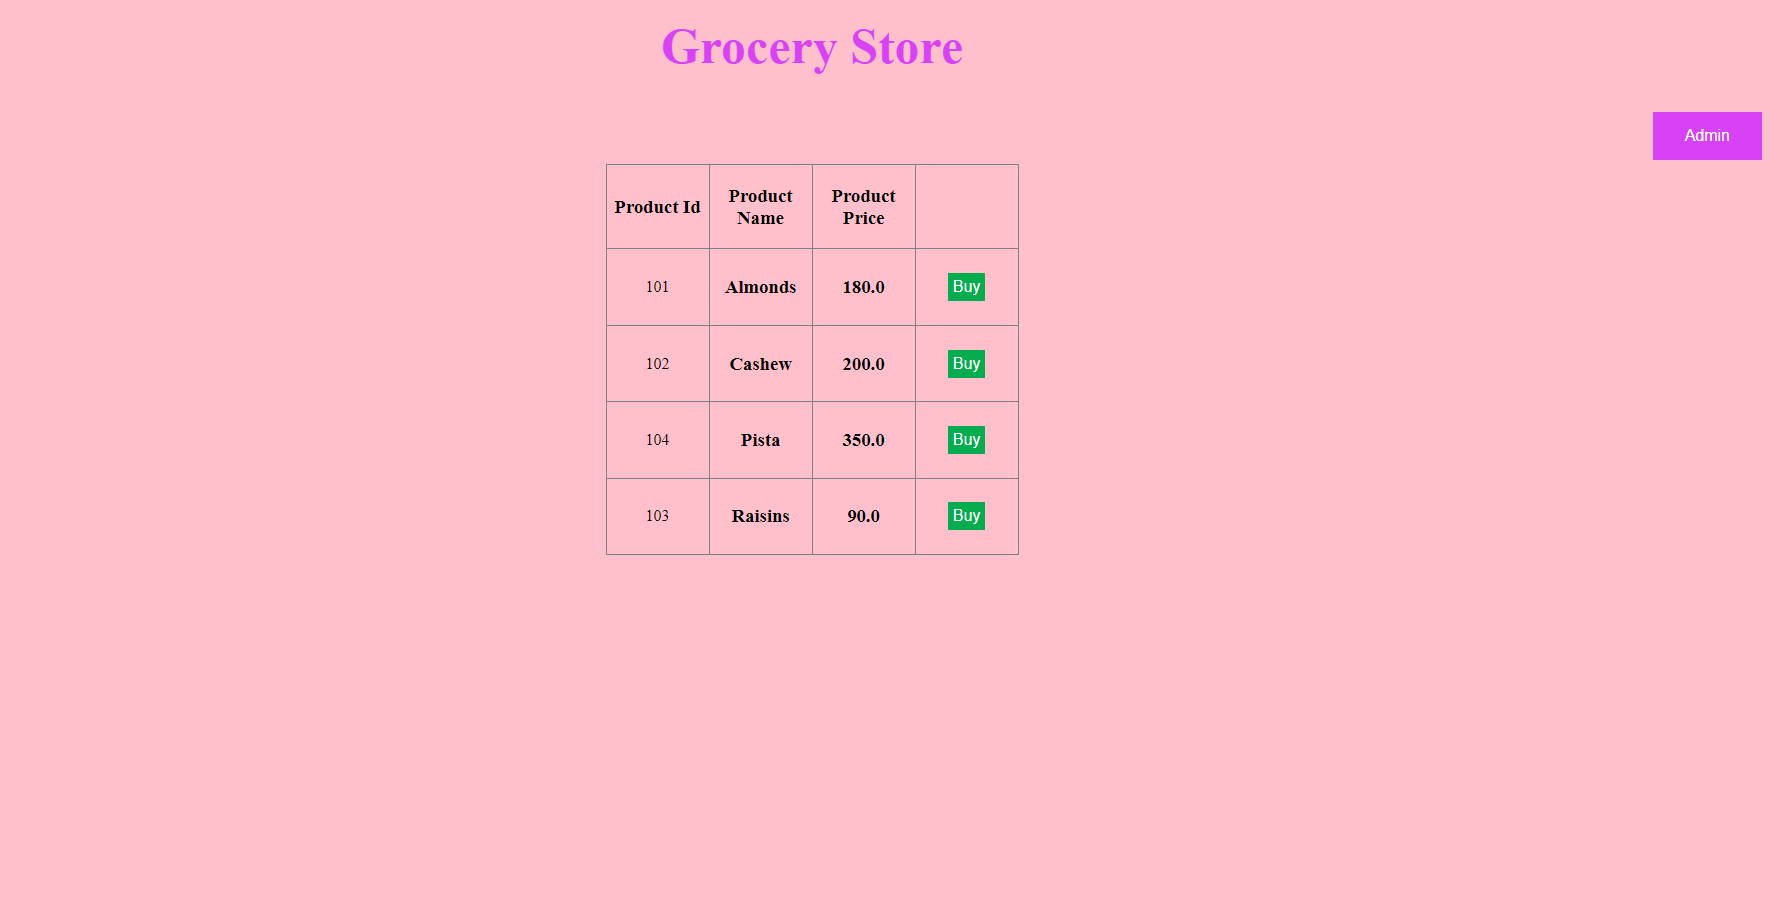 Grocery Store
Admin
Product Id Product Name Product Price
101 Almonds 180.0 Buy
102 Cashew 200.0 Buy
104 Pista 350.0 Buy
103 Raisins 90.0 Buy